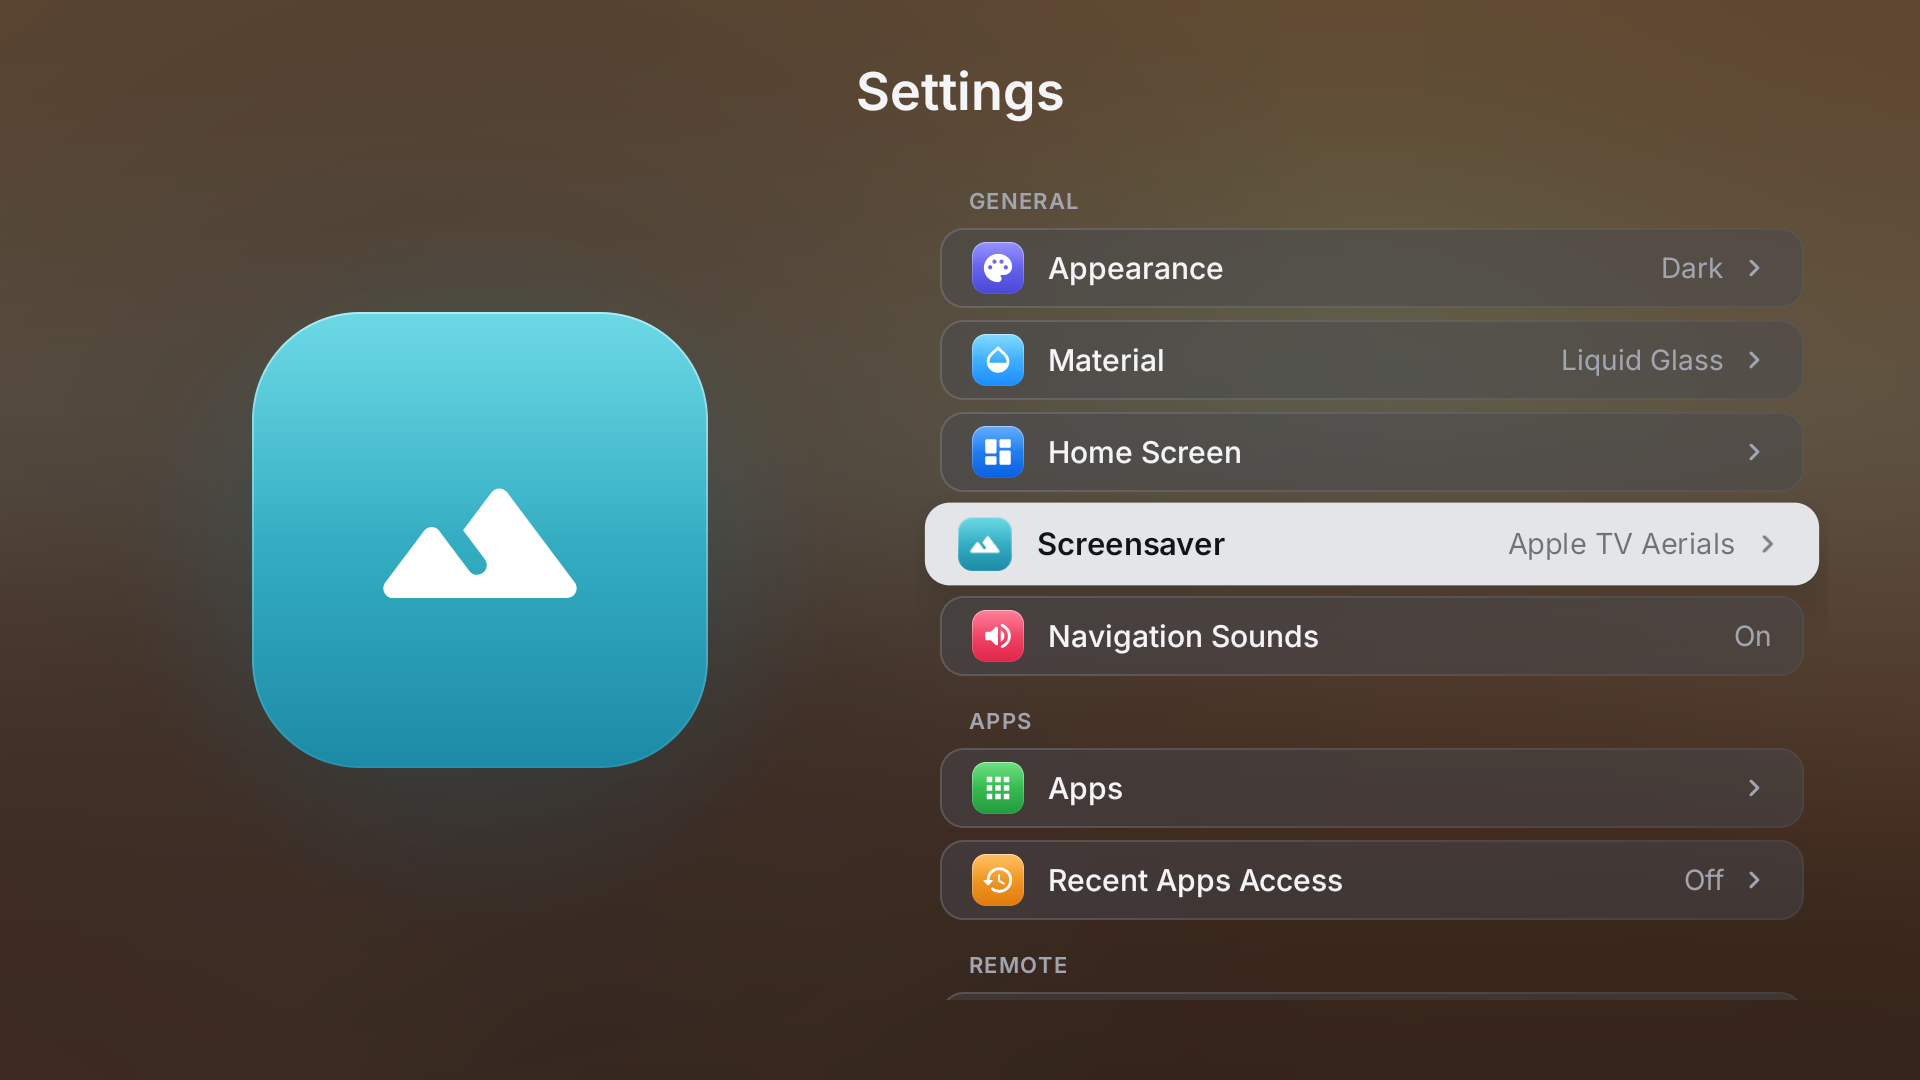 Settings
GENERAL
Appearance Dark
Material Liquid Glass
Home Screen
Screensaver Apple TV Aerials
Navigation Sounds On
APPS
Apps
Recent Apps Access Off
REMOTE